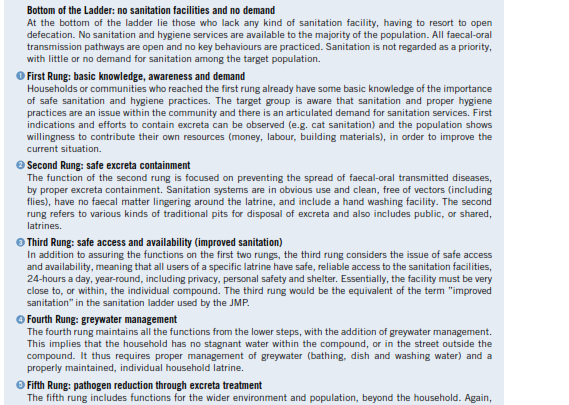 Bottom of the Ladder: no sanitation facilities and no demand
At the bottom of the ladder lie those who lack any kind of sanitation facility, having to resort to open
defecation. No sanitation and hygiene services are available to the majority of the population. All faecal-oral
transmission pathways are open and no key behaviours are practiced. Sanitation is not regarded as a priority,
with little or no demand for sanitation among the target population.
1 First Rung: basic knowledge, awareness and demand
Households or communities who reached the first rung already have some basic knowledge of the importance
of safe sanitation and hygiene practices. The target group is aware that sanitation and proper hygiene
practices are an issue within the community and there is an articulated demand for sanitation services. First
indications and efforts to contain excreta can be observed (e.g. cat sanitation) and the population shows
willingness to contribute their own resources (money, labour, building materials), in order to improve the
current situation.
2 Second Rung: safe excreta containment
The function of the second rung is focused on preventing the spread of faecal-oral transmitted diseases,
by proper excreta containment. Sanitation systems are in obvious use and clean, free of vectors (including
flies), have no faecal matter lingering around the latrine, and include a hand washing facility. The second
rung refers to various kinds of traditional pits for disposal of excreta and also includes public, or shared,
latrines.
3 Third Rung: safe access and availability (improved sanitation)
In addition to assuring the functions on the first two rungs, the third rung considers the issue of safe access
and availability, meaning that all users of a specific latrine have safe, reliable access to the sanitation facilities,
24-hours a day, year-round, including privacy, personal safety and shelter. Essentially, the facility must be very
close to, or within, the individual compound. The third rung would be the equivalent of the term "improved
sanitation" in the sanitation ladder used by the JMP.
4 Fourth Rung: greywater management
The fourth rung maintains all the functions from the lower steps, with the addition of greywater management.
This implies that the household has no stagnant water within the compound, or in the street outside the
compound. It thus requires proper management of greywater (bathing, dish and washing water) and a
properly maintained, individual household latrine.
5 Fifth Rung: pathogen reduction through excreta treatment
The fifth rung includes functions for the wider environment and population, beyond the household. Again,